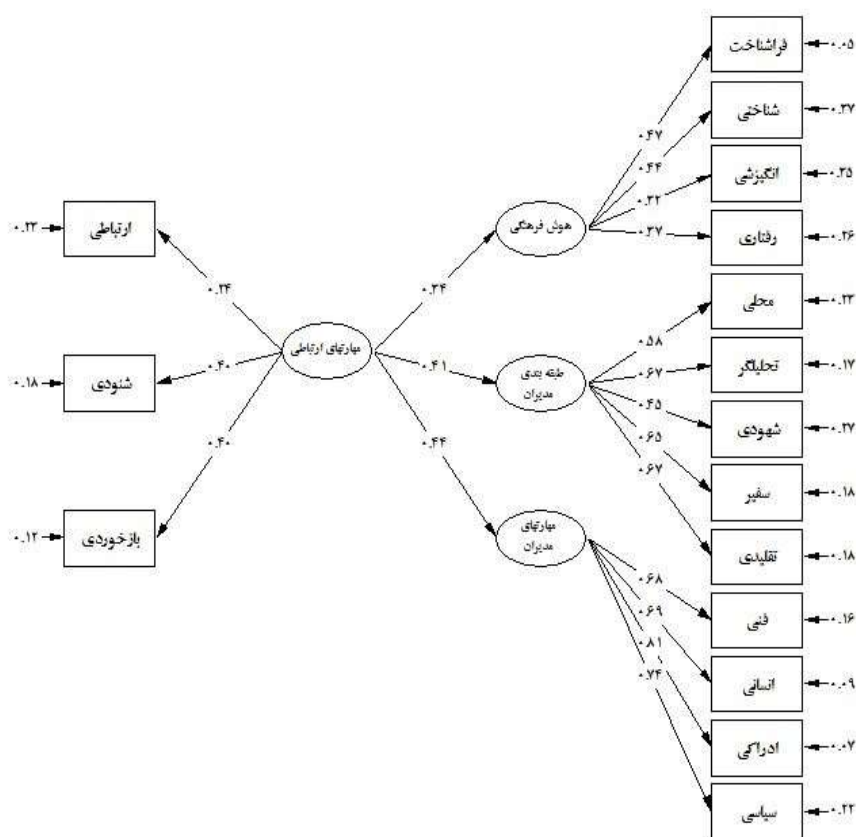 فراشناخت
۰.۰۵
۰.۴۷
شناختی
۰.۲۷
۰.۴۴
انگیزشی
۰.۲۵
۰.۳۲
رفتاری
۰.۲۶
۰.۳۷
هوش فرهنگی
ارتباطی
۰.۲۳
۰.۳۴
۰.۲۴
محلی
۰.۲۳
۰.۵۸
مهارتهای ارتباطی
تحلیلگر
۰.۱۷
۰.۶۷
طبقه بندی
مدیران
۰.۴۱
۰.۴۰
شنودی
۰.۱۸
شهودی
۰.۲۷
۰.۴۵
سفیر
۰.۱۸
۰.۶۵
تقلیدی
۰.۱۸
۰.۶۷
۰.۴۴
۰.۴۰
مهارتهای
مدیران
بازخوردی
۰.۱۲
فنی
۰.۱۶
۰.۶۸
انسانی
۰.۰۹
۰.۶۹
ادراکی
۰.۰۷
۰.۸۱
سیاسی
۰.۲۲
۰.۷۴